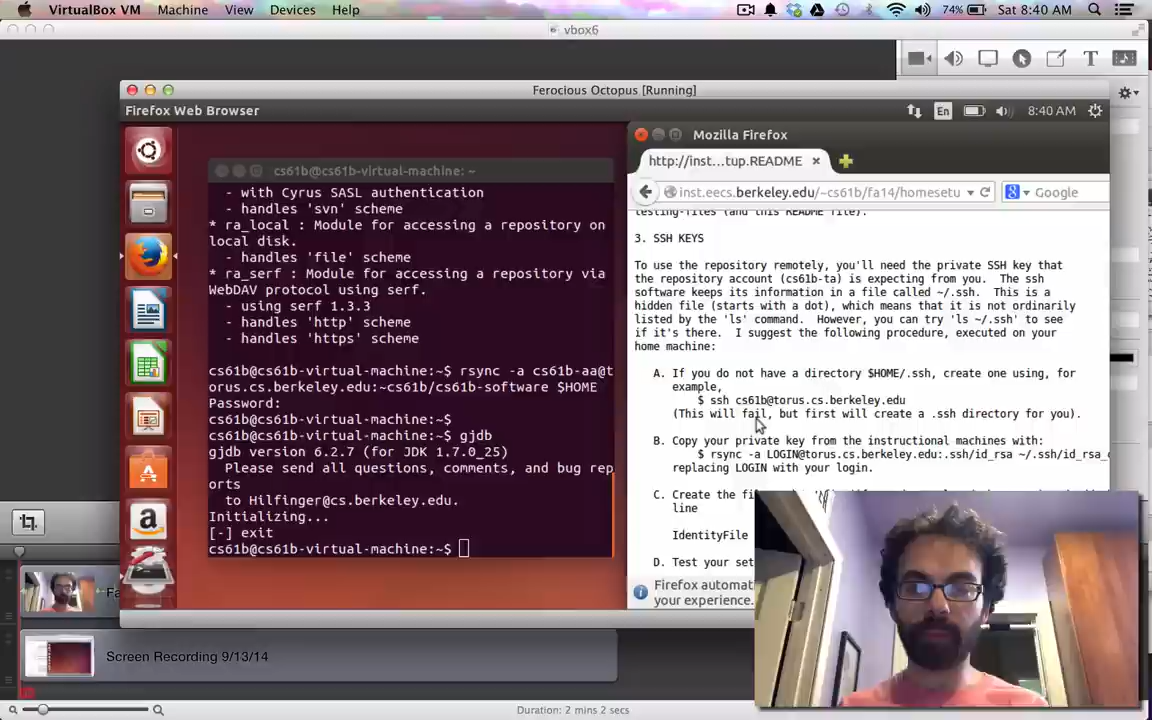 VirtualBox VM Machine View Devices Help
74% Sat 8:40 AM
vbox6
Ferocious Octopus [Running]
Firefox Web Browser
En 8:40 AM
cs61b@cs61b-virtual-machine: ~
- with Cyrus SASL authentication
- handles 'svn' scheme
* ra_local : Module for accessing a repository on
local disk.
- handles 'file' scheme
* ra_serf : Module for accessing a repository via
WebDAV protocol using serf.
- using serf 1.3.3
- handles 'http' scheme
- handles 'https' scheme
cs61b@cs61b-virtual-machine:~$ rsync -a cs61b-aa@t
orus.cs.berkeley.edu:~cs61b/cs61b-software $HOME
Password:
cs61b@cs61b-virtual-machine:~$
cs61b@cs61b-virtual-machine:~$ gjdb
gjdb version 6.2.7 (for JDK 1.7.0_25)
Please send all questions, comments, and bug rep
orts
to Hilfinger@cs.berkeley.edu.
Initializing...
[-] exit
cs61b@cs61b-virtual-machine:~$
Mozilla Firefox
http://inst...tup.README
inst.eecs.berkeley.edu/~cs61b/fa14/homesetu
Google
testing-files (and this README file).
3. SSH KEYS
To use the repository remotely, you'll need the private SSH key that
the repository account (cs61b-ta) is expecting from you. The ssh
software keeps its information in a file called ~/.ssh. This is a
hidden file (starts with a dot), which means that it is not ordinarily
listed by the 'ls' command. However, you can try 'ls ~/.ssh' to see
if it's there. I suggest the following procedure, executed on your
home machine:
A. If you do not have a directory $HOME/.ssh, create one using, for
example,
$ ssh cs61b@torus.cs.berkeley.edu
(This will fail, but first will create a .ssh directory for you).
B. Copy your private key from the instructional machines with:
$ rsync -a LOGIN@torus.cs.berkeley.edu:.ssh/id_rsa ~/.ssh/id_rsa_
replacing LOGIN with your login.
C. Create the
line
IdentityFile
D. Test your set
Firefox automat
your experience.
Fa
Screen Recording 9/13/14
Duration: 2 mins 2 secs